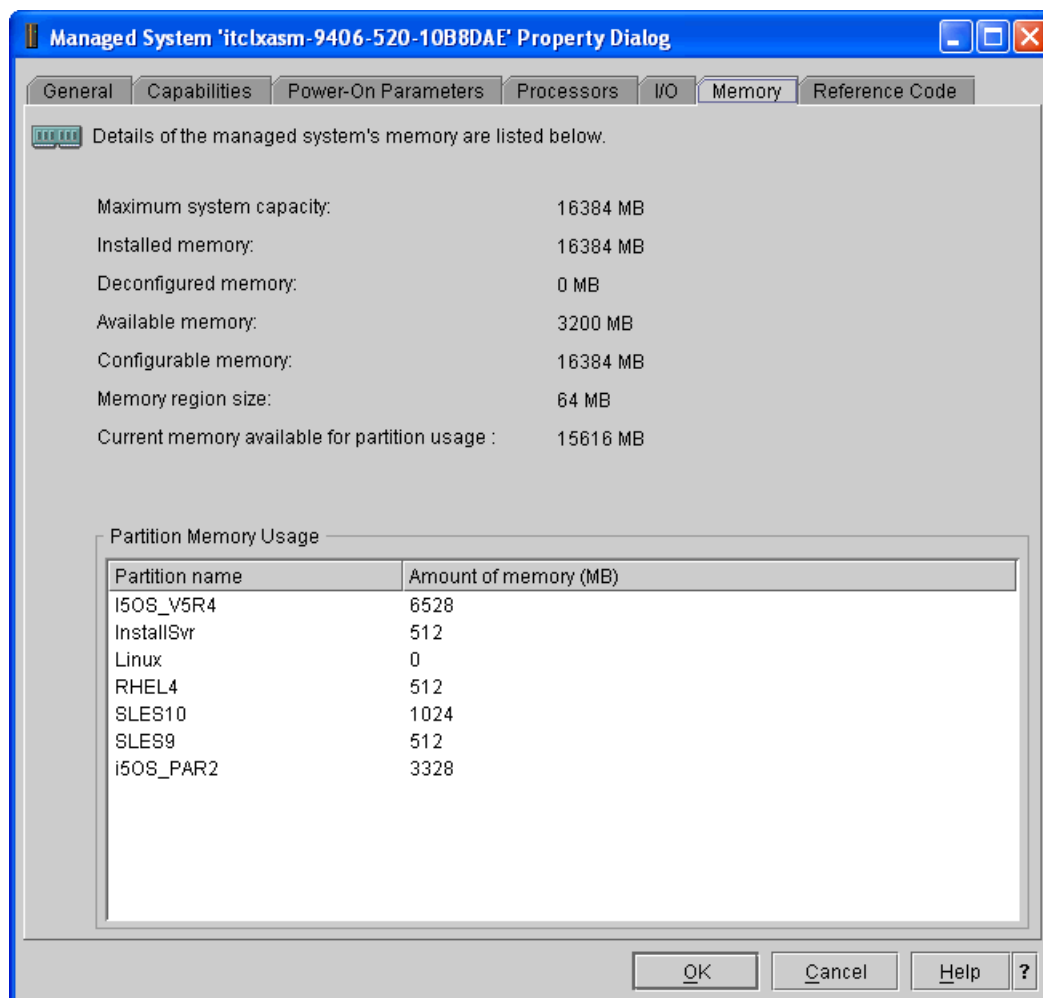 Managed System 'itclxasm-9406-520-10B8DAE' Property Dialog
General Capabilities Power-On Parameters Processors I/O Memory Reference Code
Details of the managed system's memory are listed below.
Maximum system capacity: 16384 MB
Installed memory: 16384 MB
Deconfigured memory: 0 MB
Available memory: 3200 MB
Configurable memory: 16384 MB
Memory region size: 64 MB
Current memory available for partition usage : 15616 MB
Partition Memory Usage
Partition name Amount of memory (MB)
I5OS_V5R4 6528
InstallSvr 512
Linux 0
RHEL4 512
SLES10 1024
SLES9 512
i5OS_PAR2 3328
OK Cancel Help ?